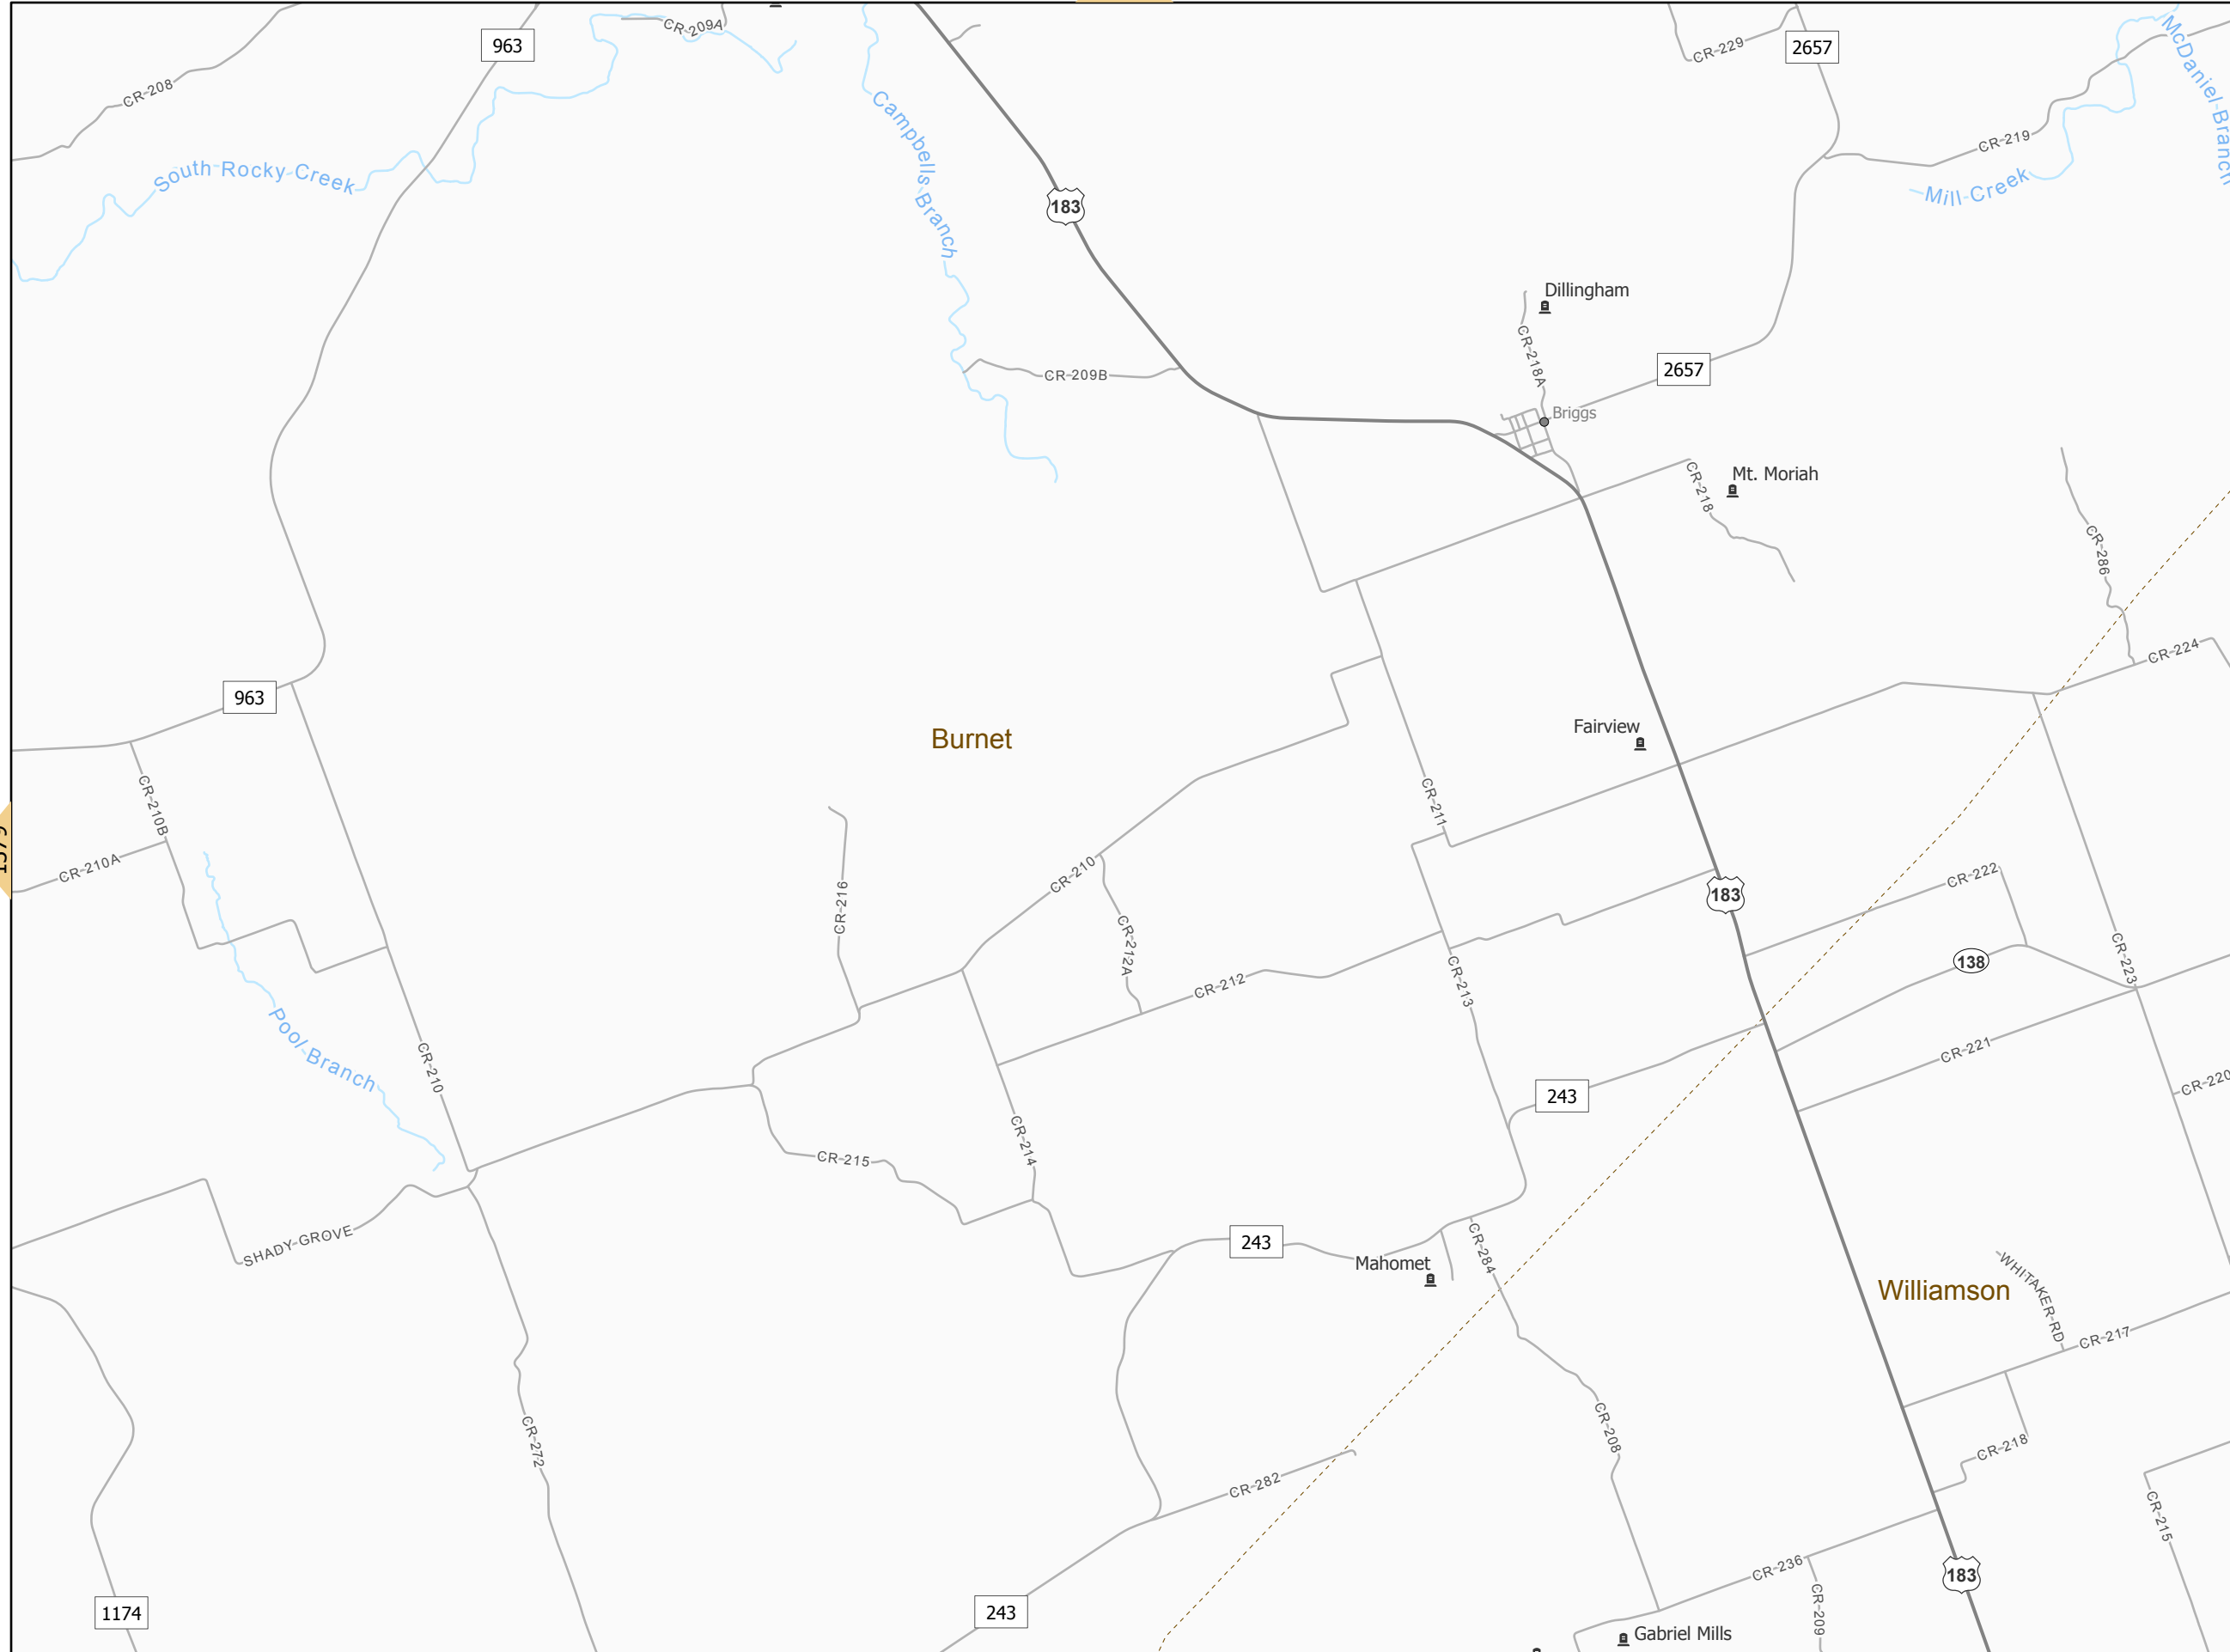 963
CR-209A
CR-229
2657
McDaniel-Branch
CR-208
Campbells-Branch
CR-219
South-Rocky-Creek
Mill-Creek
183
Dillingham
CR-218A
CR-209B
2657
Briggs
Mt. Moriah
CR-218
CR-286
CR-224
963
Burnet
Fairview
CR-210B
CR-211
CR-210A
CR-210
CR-216
183
CR-222
CR-212A
CR-223
138
CR-212
CR-213
Pool-Branch
CR-210
CR-221
243
CR-220
CR-214
CR-215
SHADY-GROVE
243
Mahomet
CR-284
WHITAKER-RD
Williamson
CR-217
CR-272
CR-208
CR-218
CR-282
CR-215
CR-236
183
1174
243
CR-209
Gabriel Mills